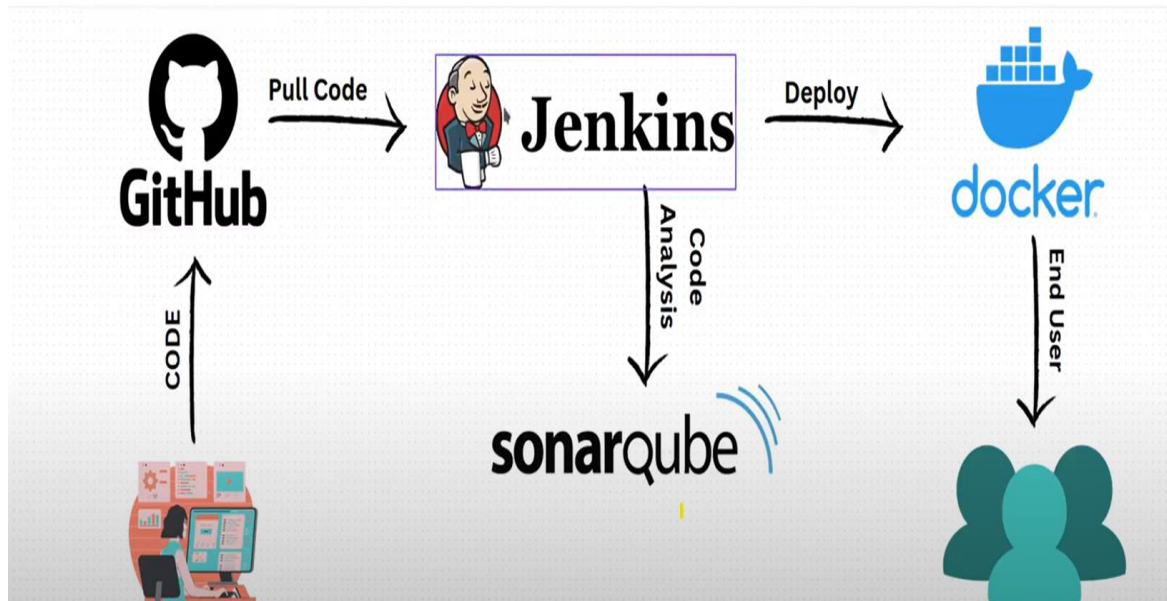 Pull Code
Jenkins
Deploy
GitHub
docker.
CODE
Code
Analysis
End User
sonarqube